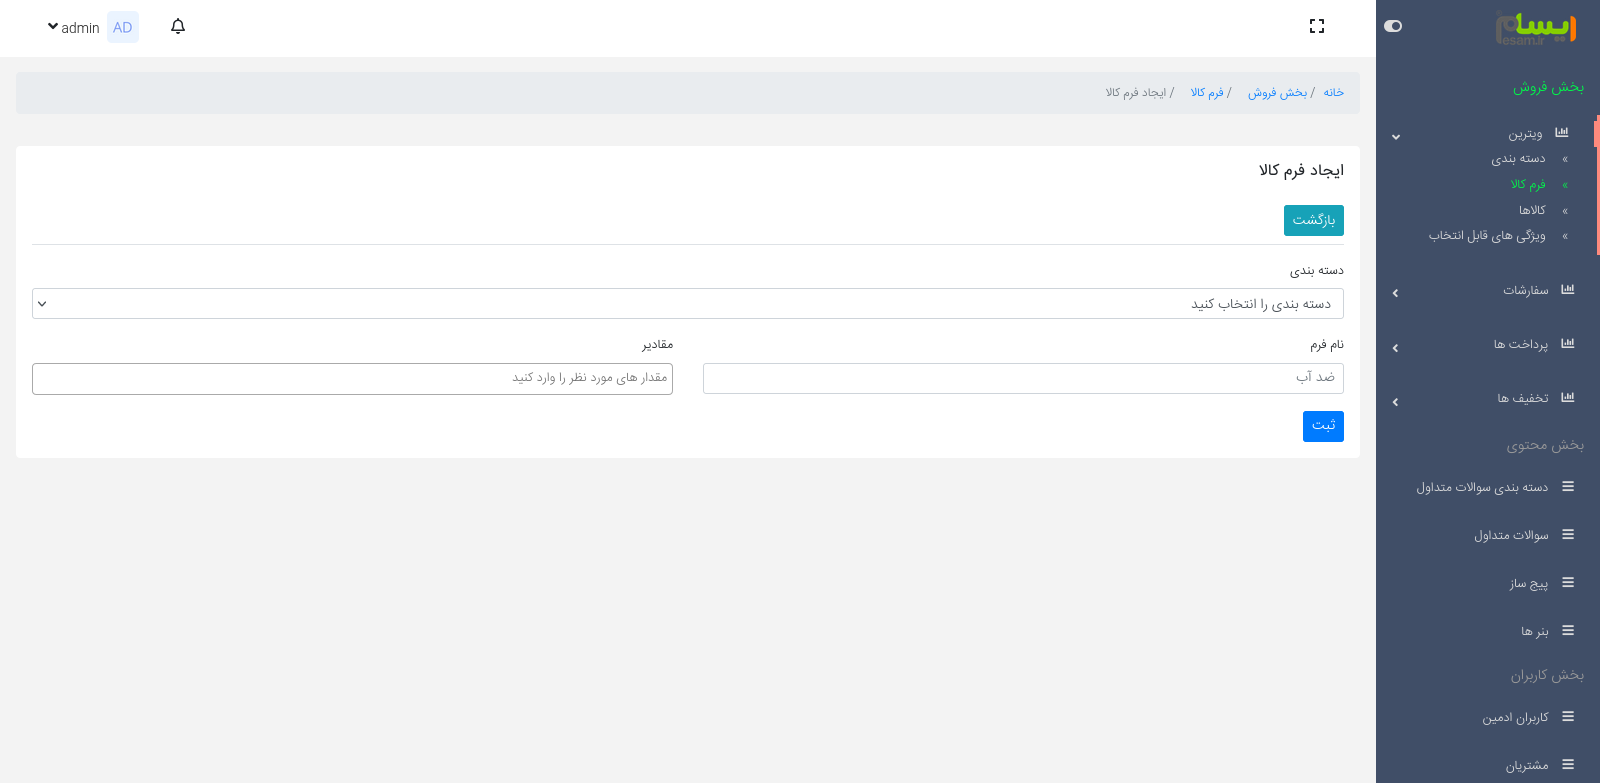 ایسام
esam.ir
بخش فروش
ویترین
» دسته بندی
» فرم کالا
» کالاها
» ویژگی های قابل انتخاب
سفارشات
پرداخت ها
تخفیف ها
بخش محتوی
دسته بندی سوالات متداول
سوالات متداول
پیج ساز
بنر ها
بخش کاربران
کاربران ادمین
مشتریان
AD admin
خانه / بخش فروش / فرم کالا / ایجاد فرم کالا
ایجاد فرم کالا
بازگشت
دسته بندی
دسته بندی را انتخاب کنید
نام فرم
ضد آب
مقادیر
مقدار های مورد نظر را وارد کنید
ثبت